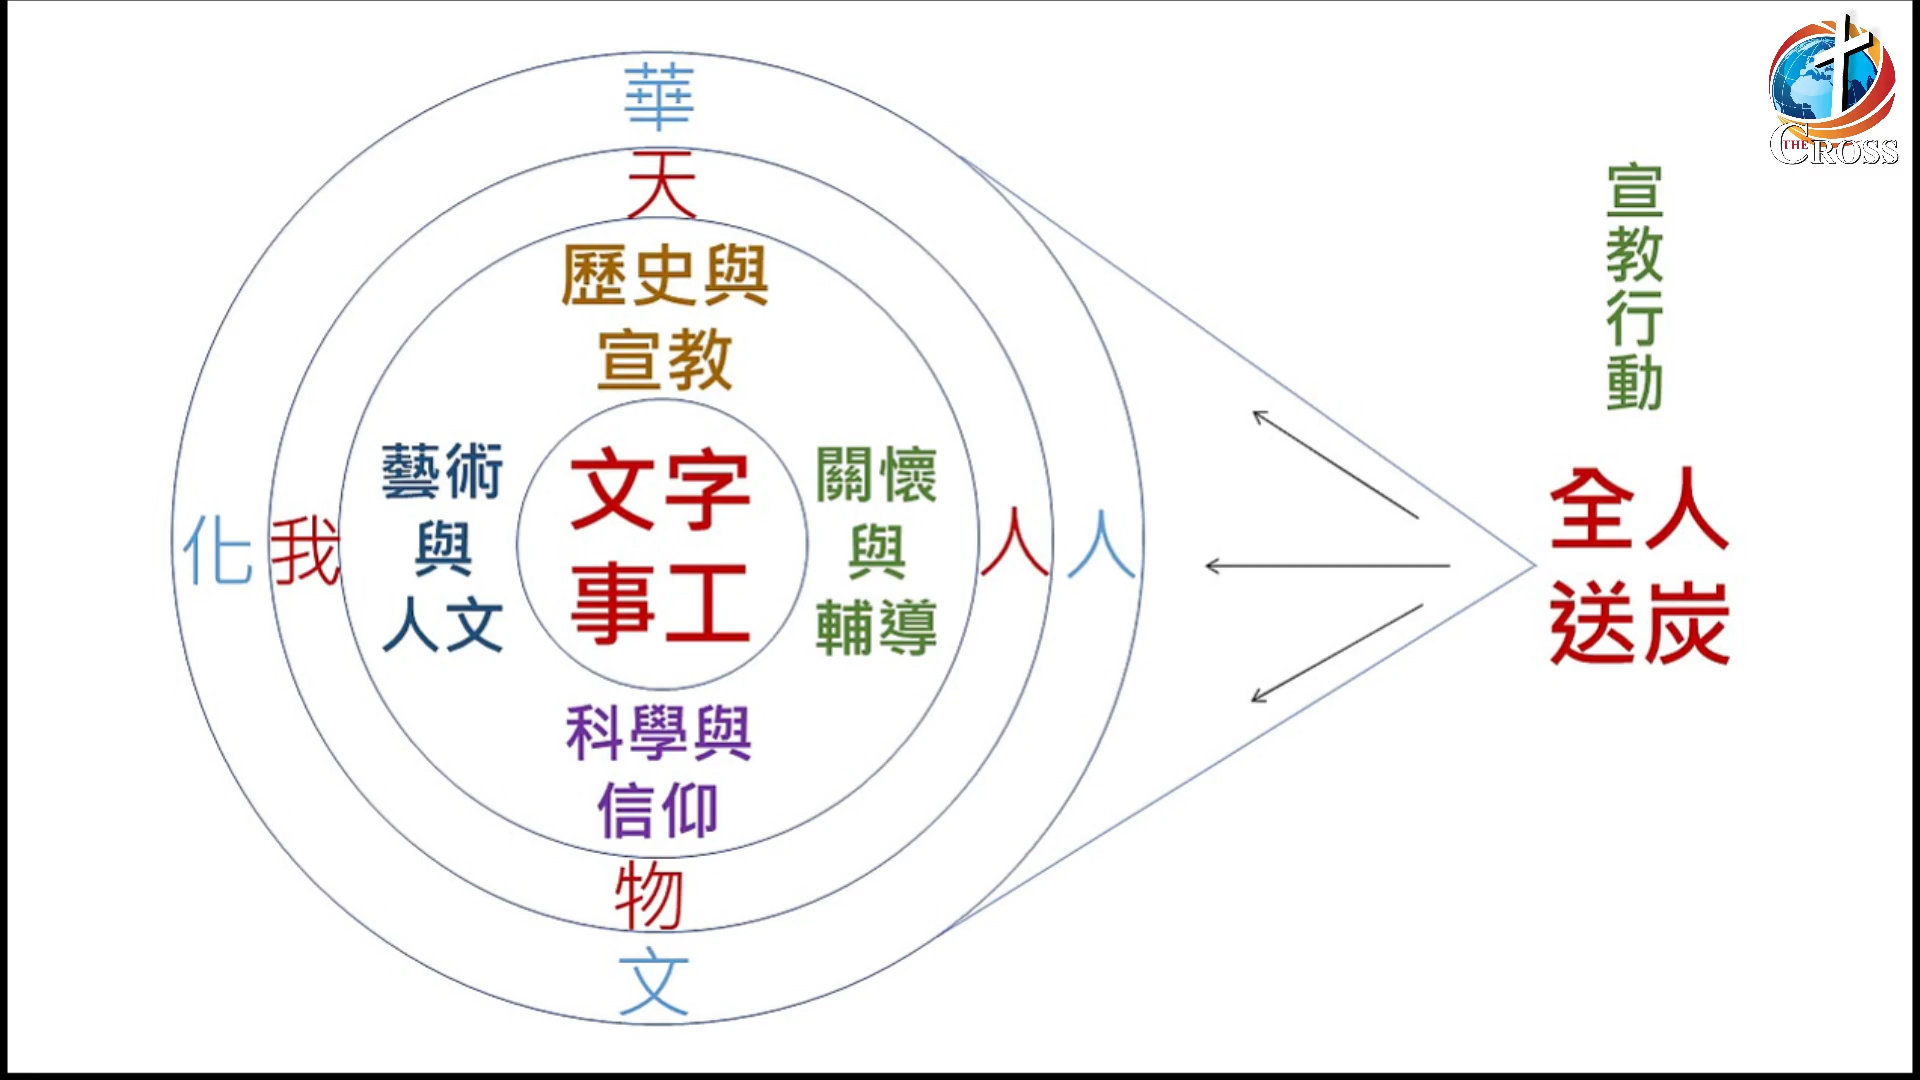 華
天
歷史與
宣教
藝術
與
人文
文字
事工
關懷
與
輔導
化
我
人
人
科學與
信仰
物
文
宣教行動
全人
送炭
THE
CROSS